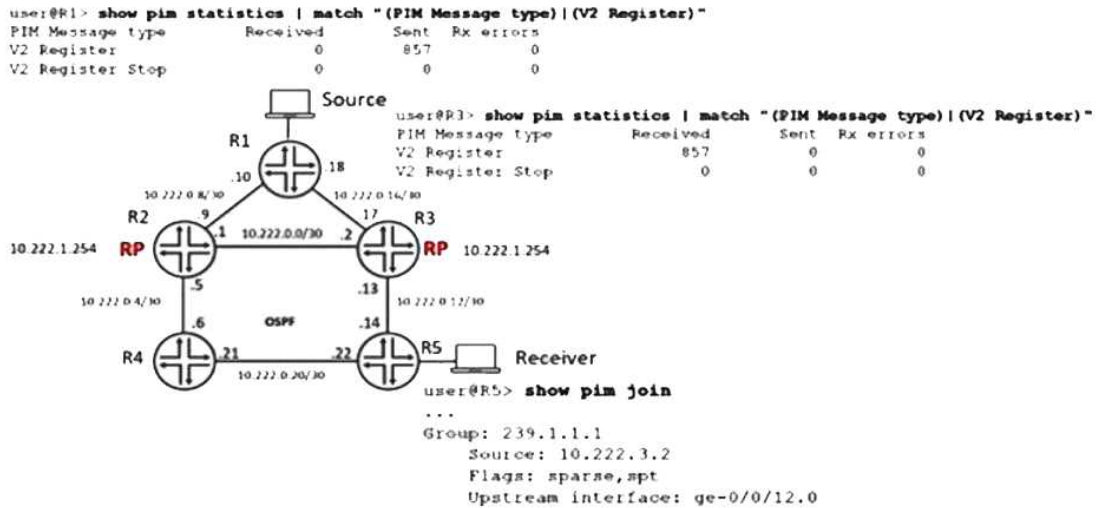 user@R1> show pim statistics | match "(PIM Message type)|(V2 Register)"
PIM Message type Received Sent Rx errors
V2 Register 0 857 0
V2 Register Stop 0 0 0
Source
user@R3> show pim statistics | match "(PIM Message type)|(V2 Register)"
PIM Message type Received Sent Rx errors
V2 Register 857 0 0
V2 Register Stop 0 0 0
R1
.10
.18
10.222.0.8/30
10.222.0.16/30
R2
.9
17
R3
10.222.1.254
RP
.1
10.222.0.0/30
.2
RP
10.222.1.254
.5
.13
10.222.0.4/30
10.222.0.12/30
.6
OSPF
.14
R4
.21
.22
R5
Receiver
10.222.0.20/30
user@R5> show pim join
...
Group: 239.1.1.1
Source: 10.222.3.2
Flags: sparse,spt
Upstream interface: ge-0/0/12.0